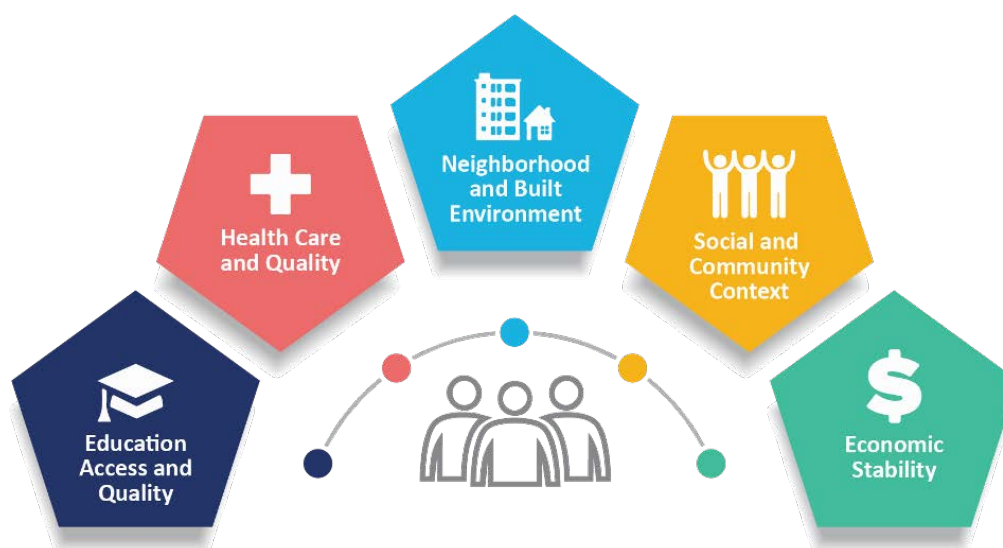 Education
Access and
Quality
Health Care
and Quality
Neighborhood
and Built
Environment
Social and
Community
Context
$
Economic
Stability